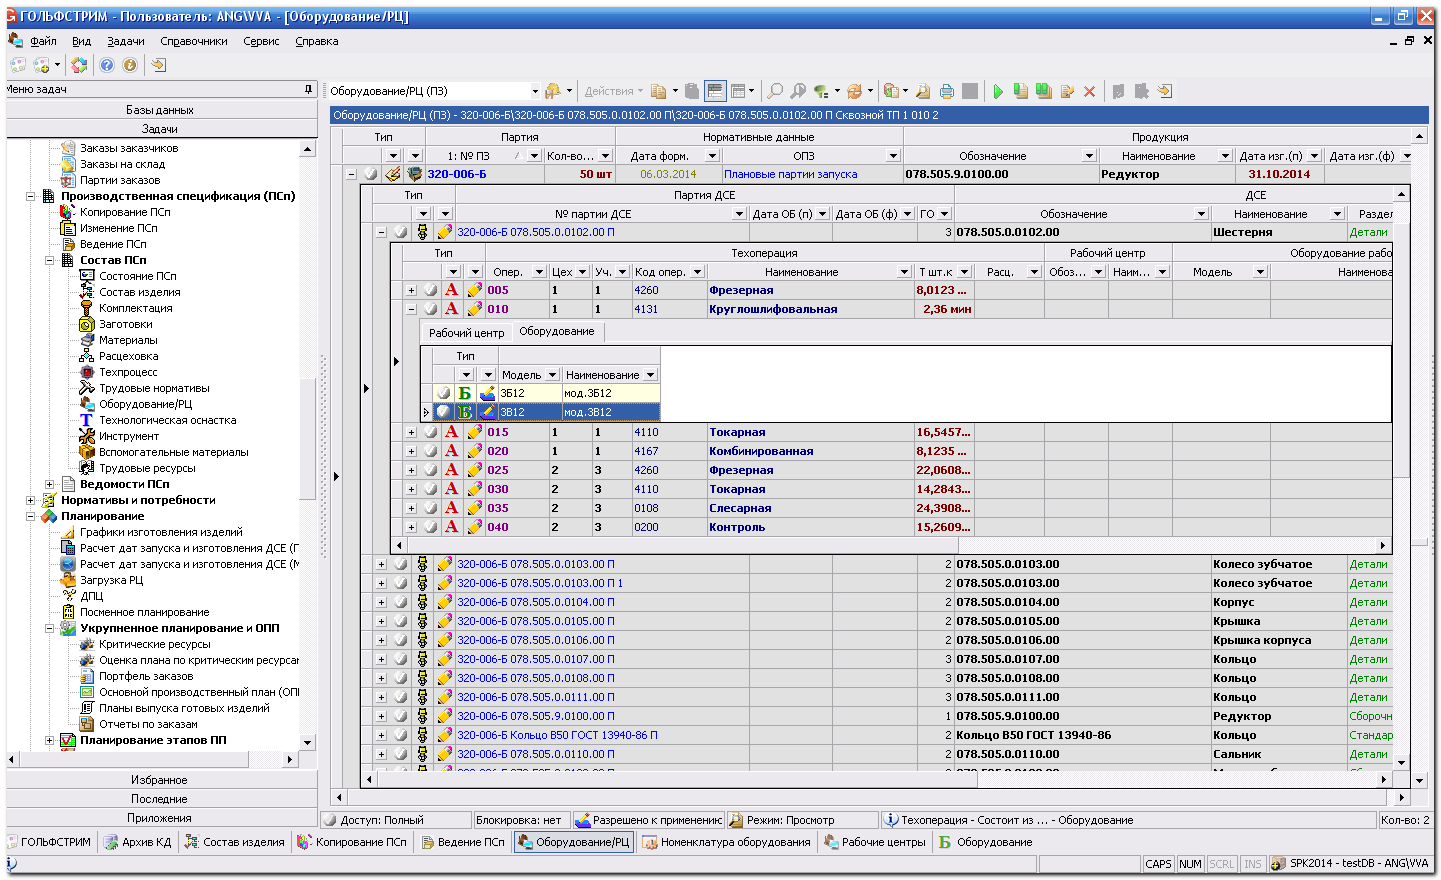 ГОЛЬФСТРИМ - Пользователь: ANG\VVA - [Оборудование/РЦ]
Файл Вид Задачи Справочники Сервис Справка
Меню задач
Базы данных
Задачи
Заказы заказчиков
Заказы на склад
Партии заказов
Производственная спецификация (ПСп)
Копирование ПСп
Изменение ПСп
Ведение ПСп
Состав ПСп
Состояние ПСп
Состав изделия
Комплектация
Заготовки
Материалы
Расцеховка
Техпроцесс
Трудовые нормативы
Оборудование/РЦ
Технологическая оснастка
Инструмент
Вспомогательные материалы
Трудовые ресурсы
Ведомости ПСп
Нормативы и потребности
Планирование
Графики изготовления изделий
Расчет дат запуска и изготовления ДСЕ (Г
Расчет дат запуска и изготовления ДСЕ (М
Загрузка РЦ
ДПЦ
Посменное планирование
Укрупненное планирование и ОПП
Критические ресурсы
Оценка плана по критическим ресурсам
Портфель заказов
Основной производственный план (ОПП
Планы выпуска готовых изделий
Отчеты по заказам
Планирование этапов ПП
Избранное
Последние
Приложения
Оборудование/РЦ (ПЗ) Действия
Оборудование/РЦ (ПЗ) - 320-006-Б\320-006-Б 078.505.0.0102.00 П\320-006-Б 078.505.0.0102.00 П Сквозной ТП 1 010 2
Тип Партия Нормативные данные Продукция
1: № ПЗ Кол-во... Дата форм. ОПЗ Обозначение Наименование Дата изг.(п) Дата изг.(ф)
320-006-Б 50 шт 06.03.2014 Плановые партии запуска 078.505.9.0100.00 Редуктор 31.10.2014
Тип Партия ДСЕ ДСЕ
№ партии ДСЕ Дата ОБ (п) Дата ОБ (ф) ГО Обозначение Наименование Раздел
320-006-Б 078.505.0.0102.00 П 3 078.505.0.0102.00 Шестерня Детали
Тип Техоперация Рабочий центр Оборудование рабо
Опер. Цех Уч. Код опер. Наименование Т шт.к Расц. Обоз... Наим... Модель Наименова
005 1 1 4260 Фрезерная 8,0123 ...
010 1 1 4131 Круглошлифовальная 2,36 мин
Рабочий центр Оборудование
Тип
Модель Наименование
Б 3Б12 мод.3Б12
Б 3В12 мод.3В12
015 1 1 4110 Токарная 16,5457...
020 1 1 4167 Комбинированная 8,1235 ...
025 2 3 4260 Фрезерная 22,0608...
030 2 3 4110 Токарная 14,2843...
035 2 3 0108 Слесарная 24,3908...
040 2 3 0200 Контроль 15,2609...
320-006-Б 078.505.0.0103.00 П 2 078.505.0.0103.00 Колесо зубчатое Детали
320-006-Б 078.505.0.0103.00 П 1 2 078.505.0.0103.00 Колесо зубчатое Детали
320-006-Б 078.505.0.0104.00 П 2 078.505.0.0104.00 Корпус Детали
320-006-Б 078.505.0.0105.00 П 2 078.505.0.0105.00 Крышка Детали
320-006-Б 078.505.0.0106.00 П 2 078.505.0.0106.00 Крышка корпуса Детали
320-006-Б 078.505.0.0107.00 П 3 078.505.0.0107.00 Кольцо Детали
320-006-Б 078.505.0.0108.00 П 3 078.505.0.0108.00 Кольцо Детали
320-006-Б 078.505.0.0111.00 П 3 078.505.0.0111.00 Кольцо Детали
320-006-Б 078.505.9.0100.00 П 1 078.505.9.0100.00 Редуктор Сборочн
320-006-Б Кольцо В50 ГОСТ 13940-86 П 2 Кольцо В50 ГОСТ 13940-86 Кольцо Стандар
320-006-Б 078.505.0.0110.00 П 2 078.505.0.0110.00 Сальник Детали
Доступ: Полный Блокировка: нет Разрешено к применению Режим: Просмотр Техоперация - Состоит из ... - Оборудование Кол-во: 2
ГОЛЬФСТРИМ Архив КД Состав изделия Копирование ПСп Ведение ПСп Оборудование/РЦ Номенклатура оборудования Рабочие центры Б Оборудование
CAPS NUM SCRL INS SPK2014 - testDB - ANG\VVA